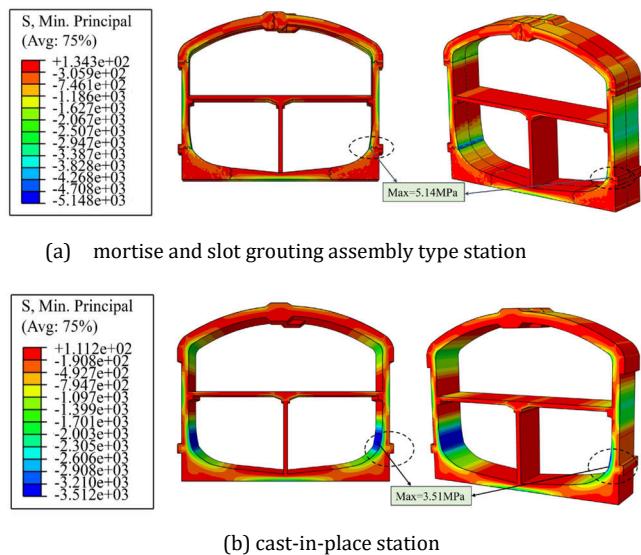 (a)
S, Min. Principal
(Avg: 75%)
+1.343e+02
-3.059e+02
-7.461e+02
-1.186e+03
-1.627e+03
-2.067e+03
-2.507e+03
-2.947e+03
-3.387e+03
-3.828e+03
-4.268e+03
-4.708e+03
-5.148e+03
Max=5.14MPa
(a) mortise and slot grouting assembly type station
S, Min. Principal
(Avg: 75%)
+1.112e+02
-1.908e+02
-4.927e+02
-7.947e+02
-1.097e+03
-1.399e+03
-1.701e+03
-2.003e+03
-2.305e+03
-2.606e+03
-2.908e+03
-3.210e+03
-3.512e+03
Max=3.51MPa
(b) cast-in-place station